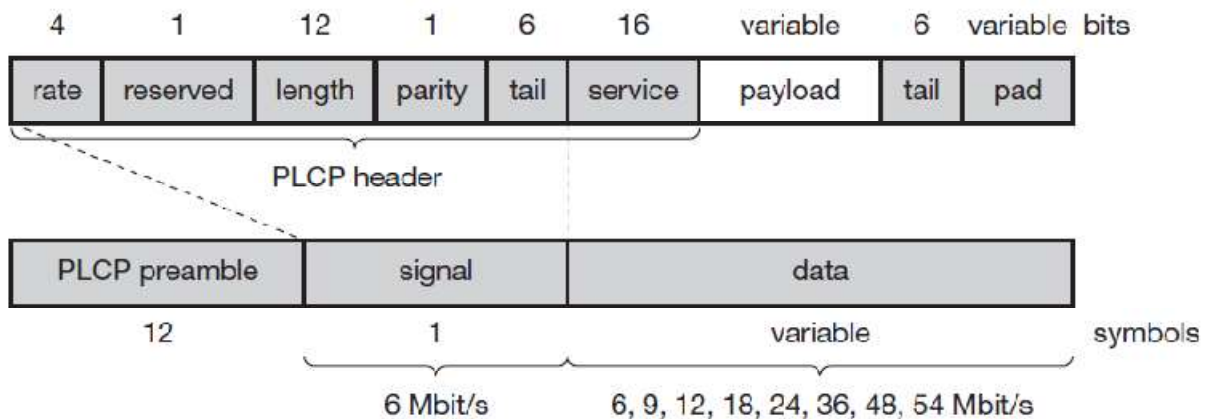 4 1 12 1 6 16 variable 6 variable bits
rate reserved length parity tail service payload tail pad
PLCP header
PLCP preamble signal data
12 1 variable symbols
6 Mbit/s 6, 9, 12, 18, 24, 36, 48, 54 Mbit/s